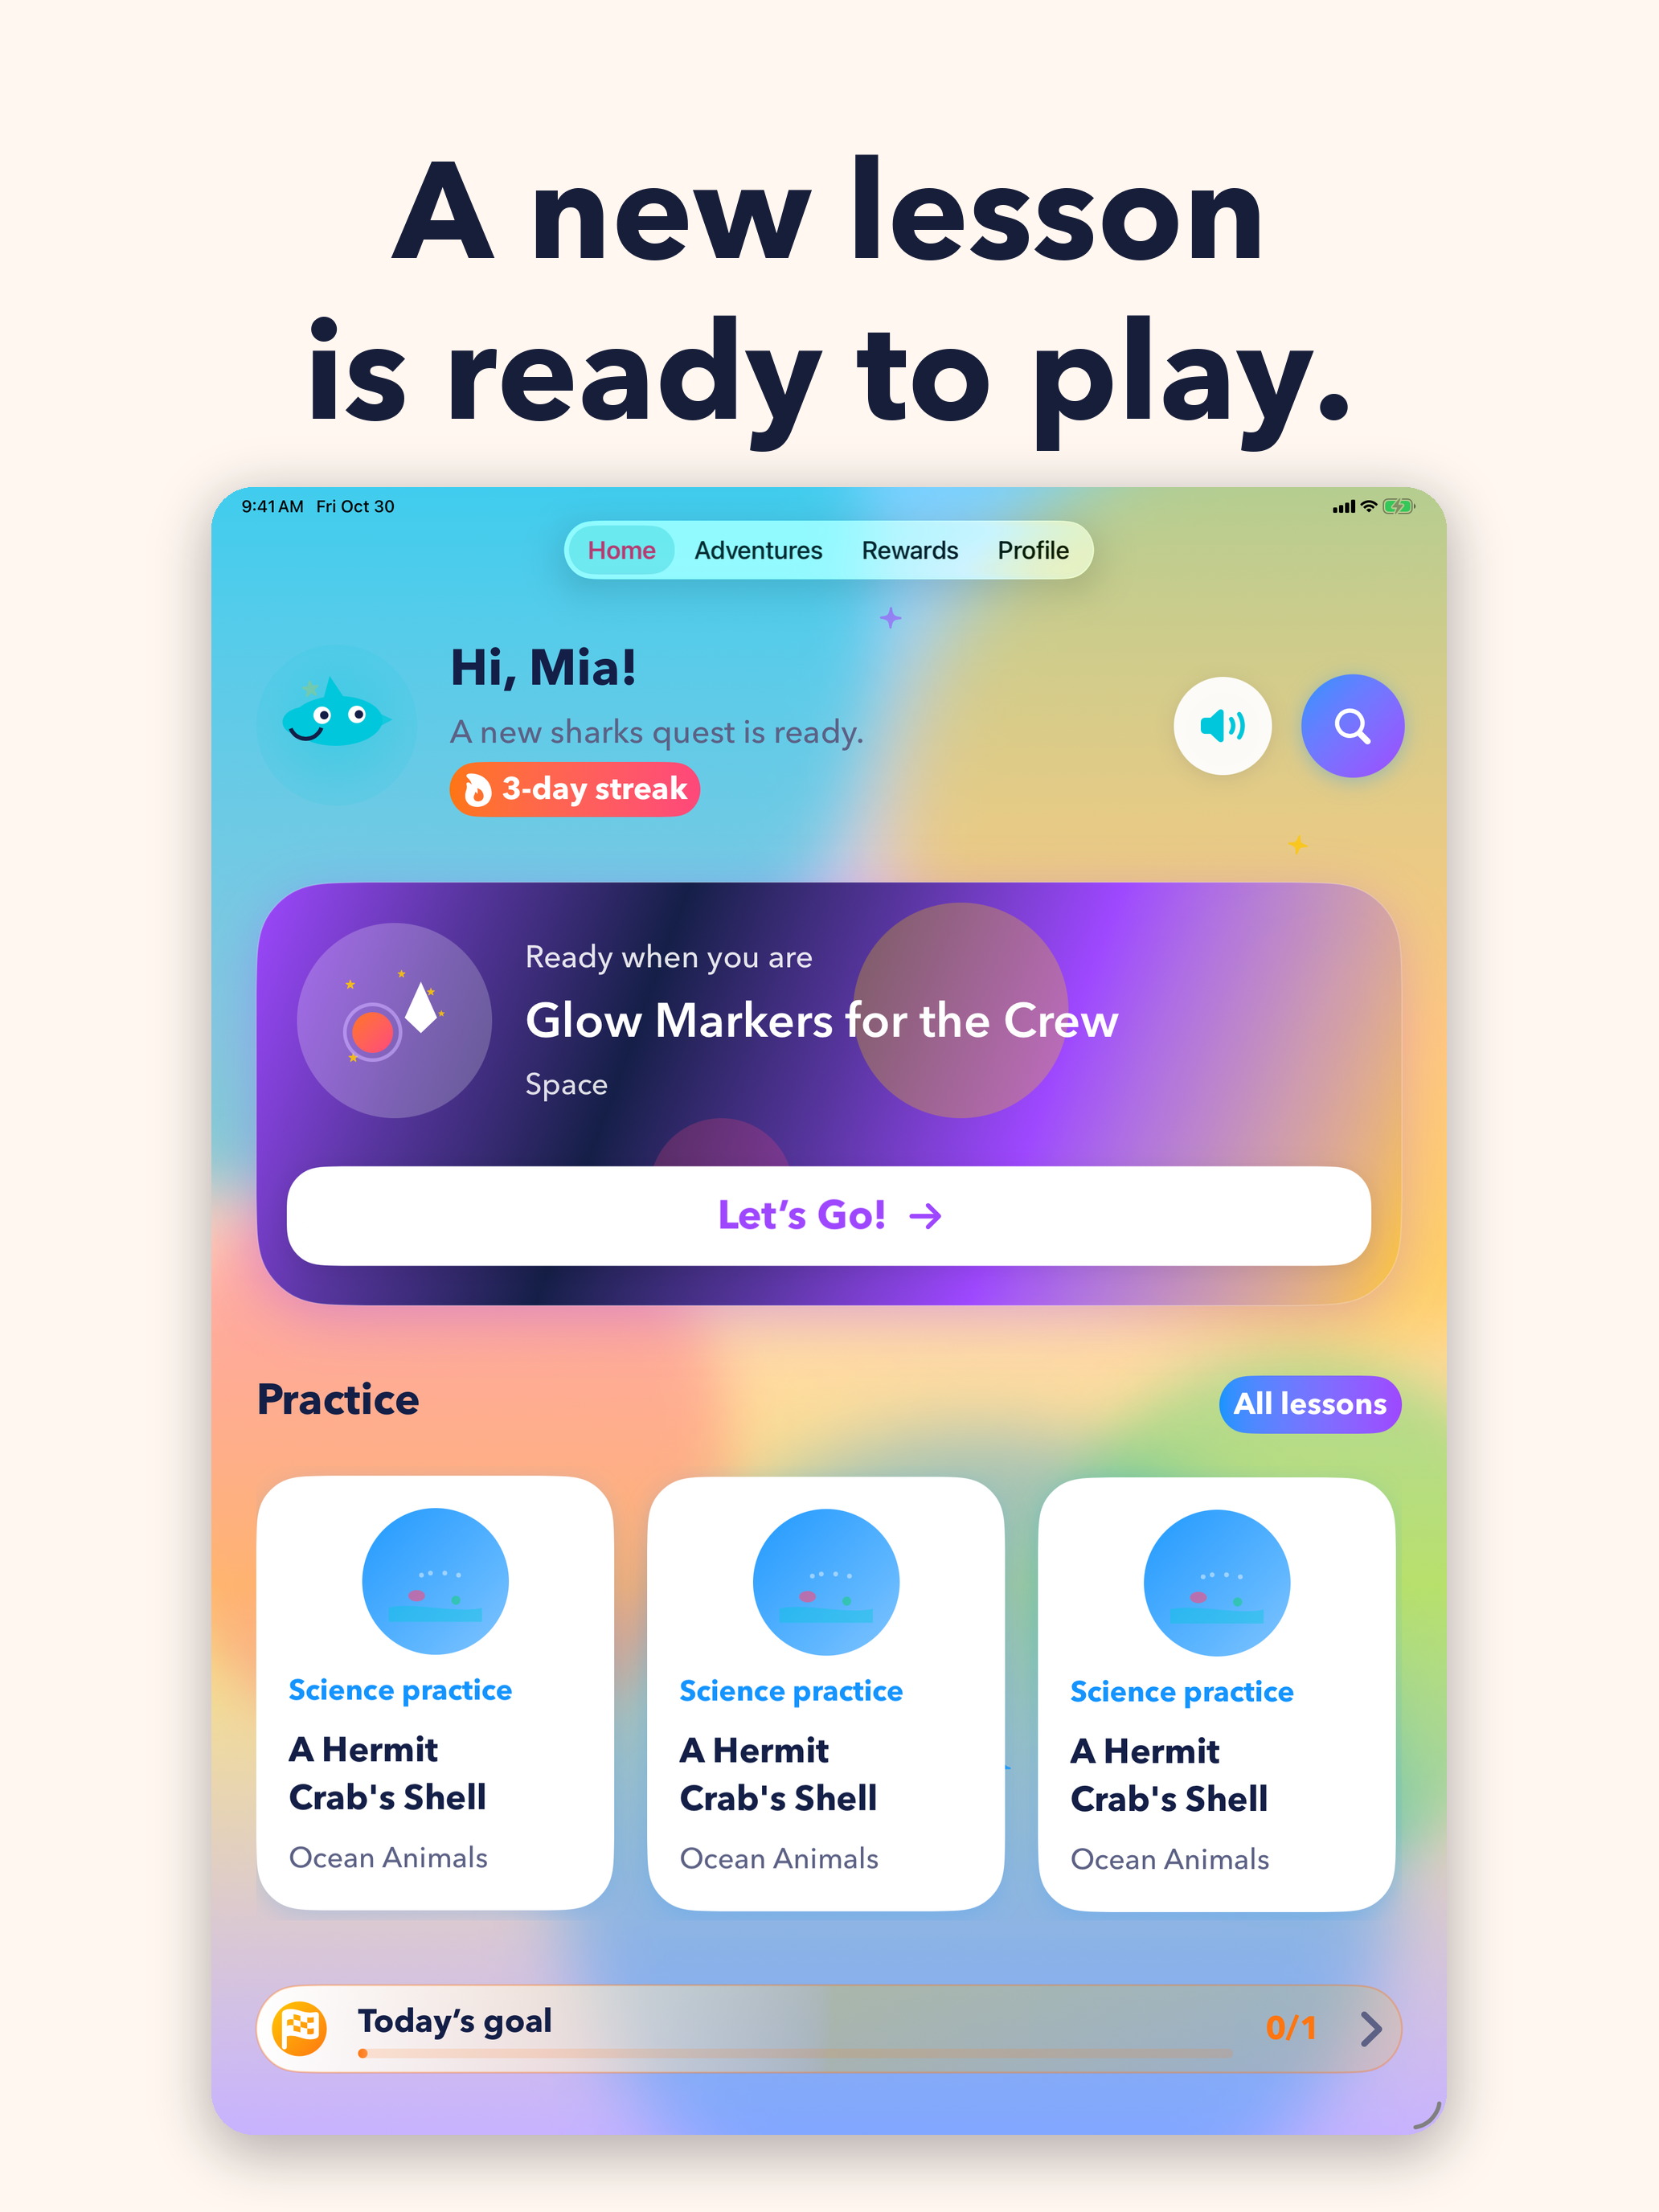 A new lesson
is ready to play.
9:41 AM Fri Oct 30
Home Adventures Rewards Profile
Hi, Mia!
A new sharks quest is ready.
3-day streak
Ready when you are
Glow Markers for the Crew
Space
Let’s Go!
Practice
All lessons
Science practice
A Hermit
Crab's Shell
Ocean Animals
Science practice
A Hermit
Crab's Shell
Ocean Animals
Science practice
A Hermit
Crab's Shell
Ocean Animals
Today’s goal
0/1